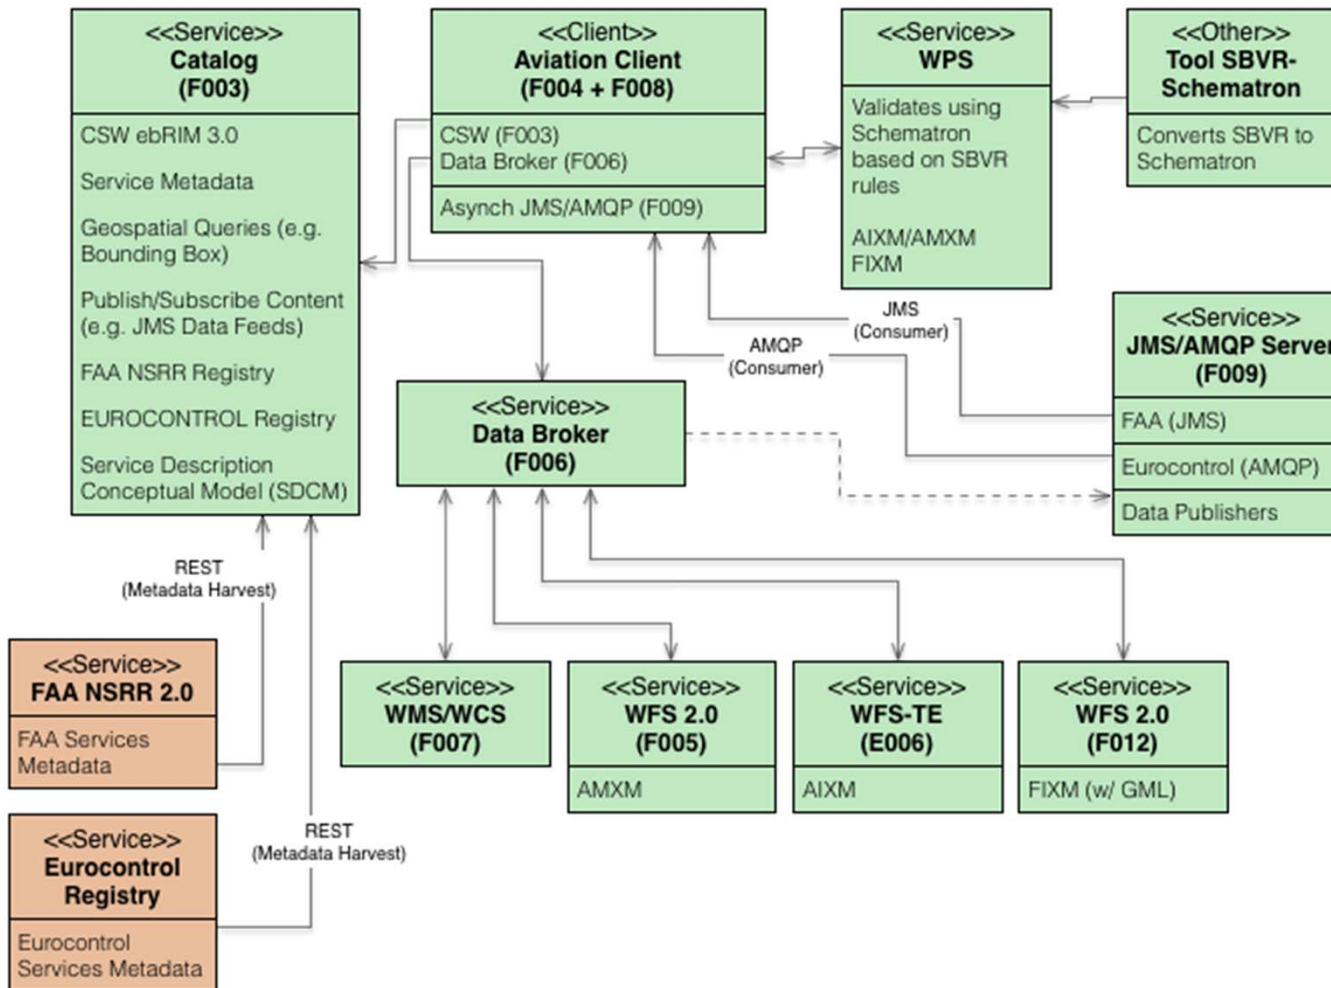 <<Service>>
Catalog
(F003)
CSW ebRIM 3.0
Service Metadata
Geospatial Queries (e.g.
Bounding Box)
Publish/Subscribe Content
(e.g. JMS Data Feeds)
FAA NSRR Registry
EUROCONTROL Registry
Service Description
Conceptual Model (SDCM)
<<Client>>
Aviation Client
(F004 + F008)
CSW (F003)
Data Broker (F006)
Asynch JMS/AMQP (F009)
<<Service>>
WPS
Validates using
Schematron
based on SBVR
rules
AIXM/AMXM
FIXM
<<Other>>
Tool SBVR-
Schematron
Converts SBVR to
Schematron
JMS
(Consumer)
AMQP
(Consumer)
<<Service>>
JMS/AMQP Server
(F009)
FAA (JMS)
Eurocontrol (AMQP)
Data Publishers
<<Service>>
Data Broker
(F006)
REST
(Metadata Harvest)
<<Service>>
FAA NSRR 2.0
FAA Services
Metadata
<<Service>>
WMS/WCS
(F007)
<<Service>>
WFS 2.0
(F005)
AMXM
<<Service>>
WFS-TE
(E006)
AIXM
<<Service>>
WFS 2.0
(F012)
FIXM (w/ GML)
REST
(Metadata Harvest)
<<Service>>
Eurocontrol
Registry
Eurocontrol
Services Metadata